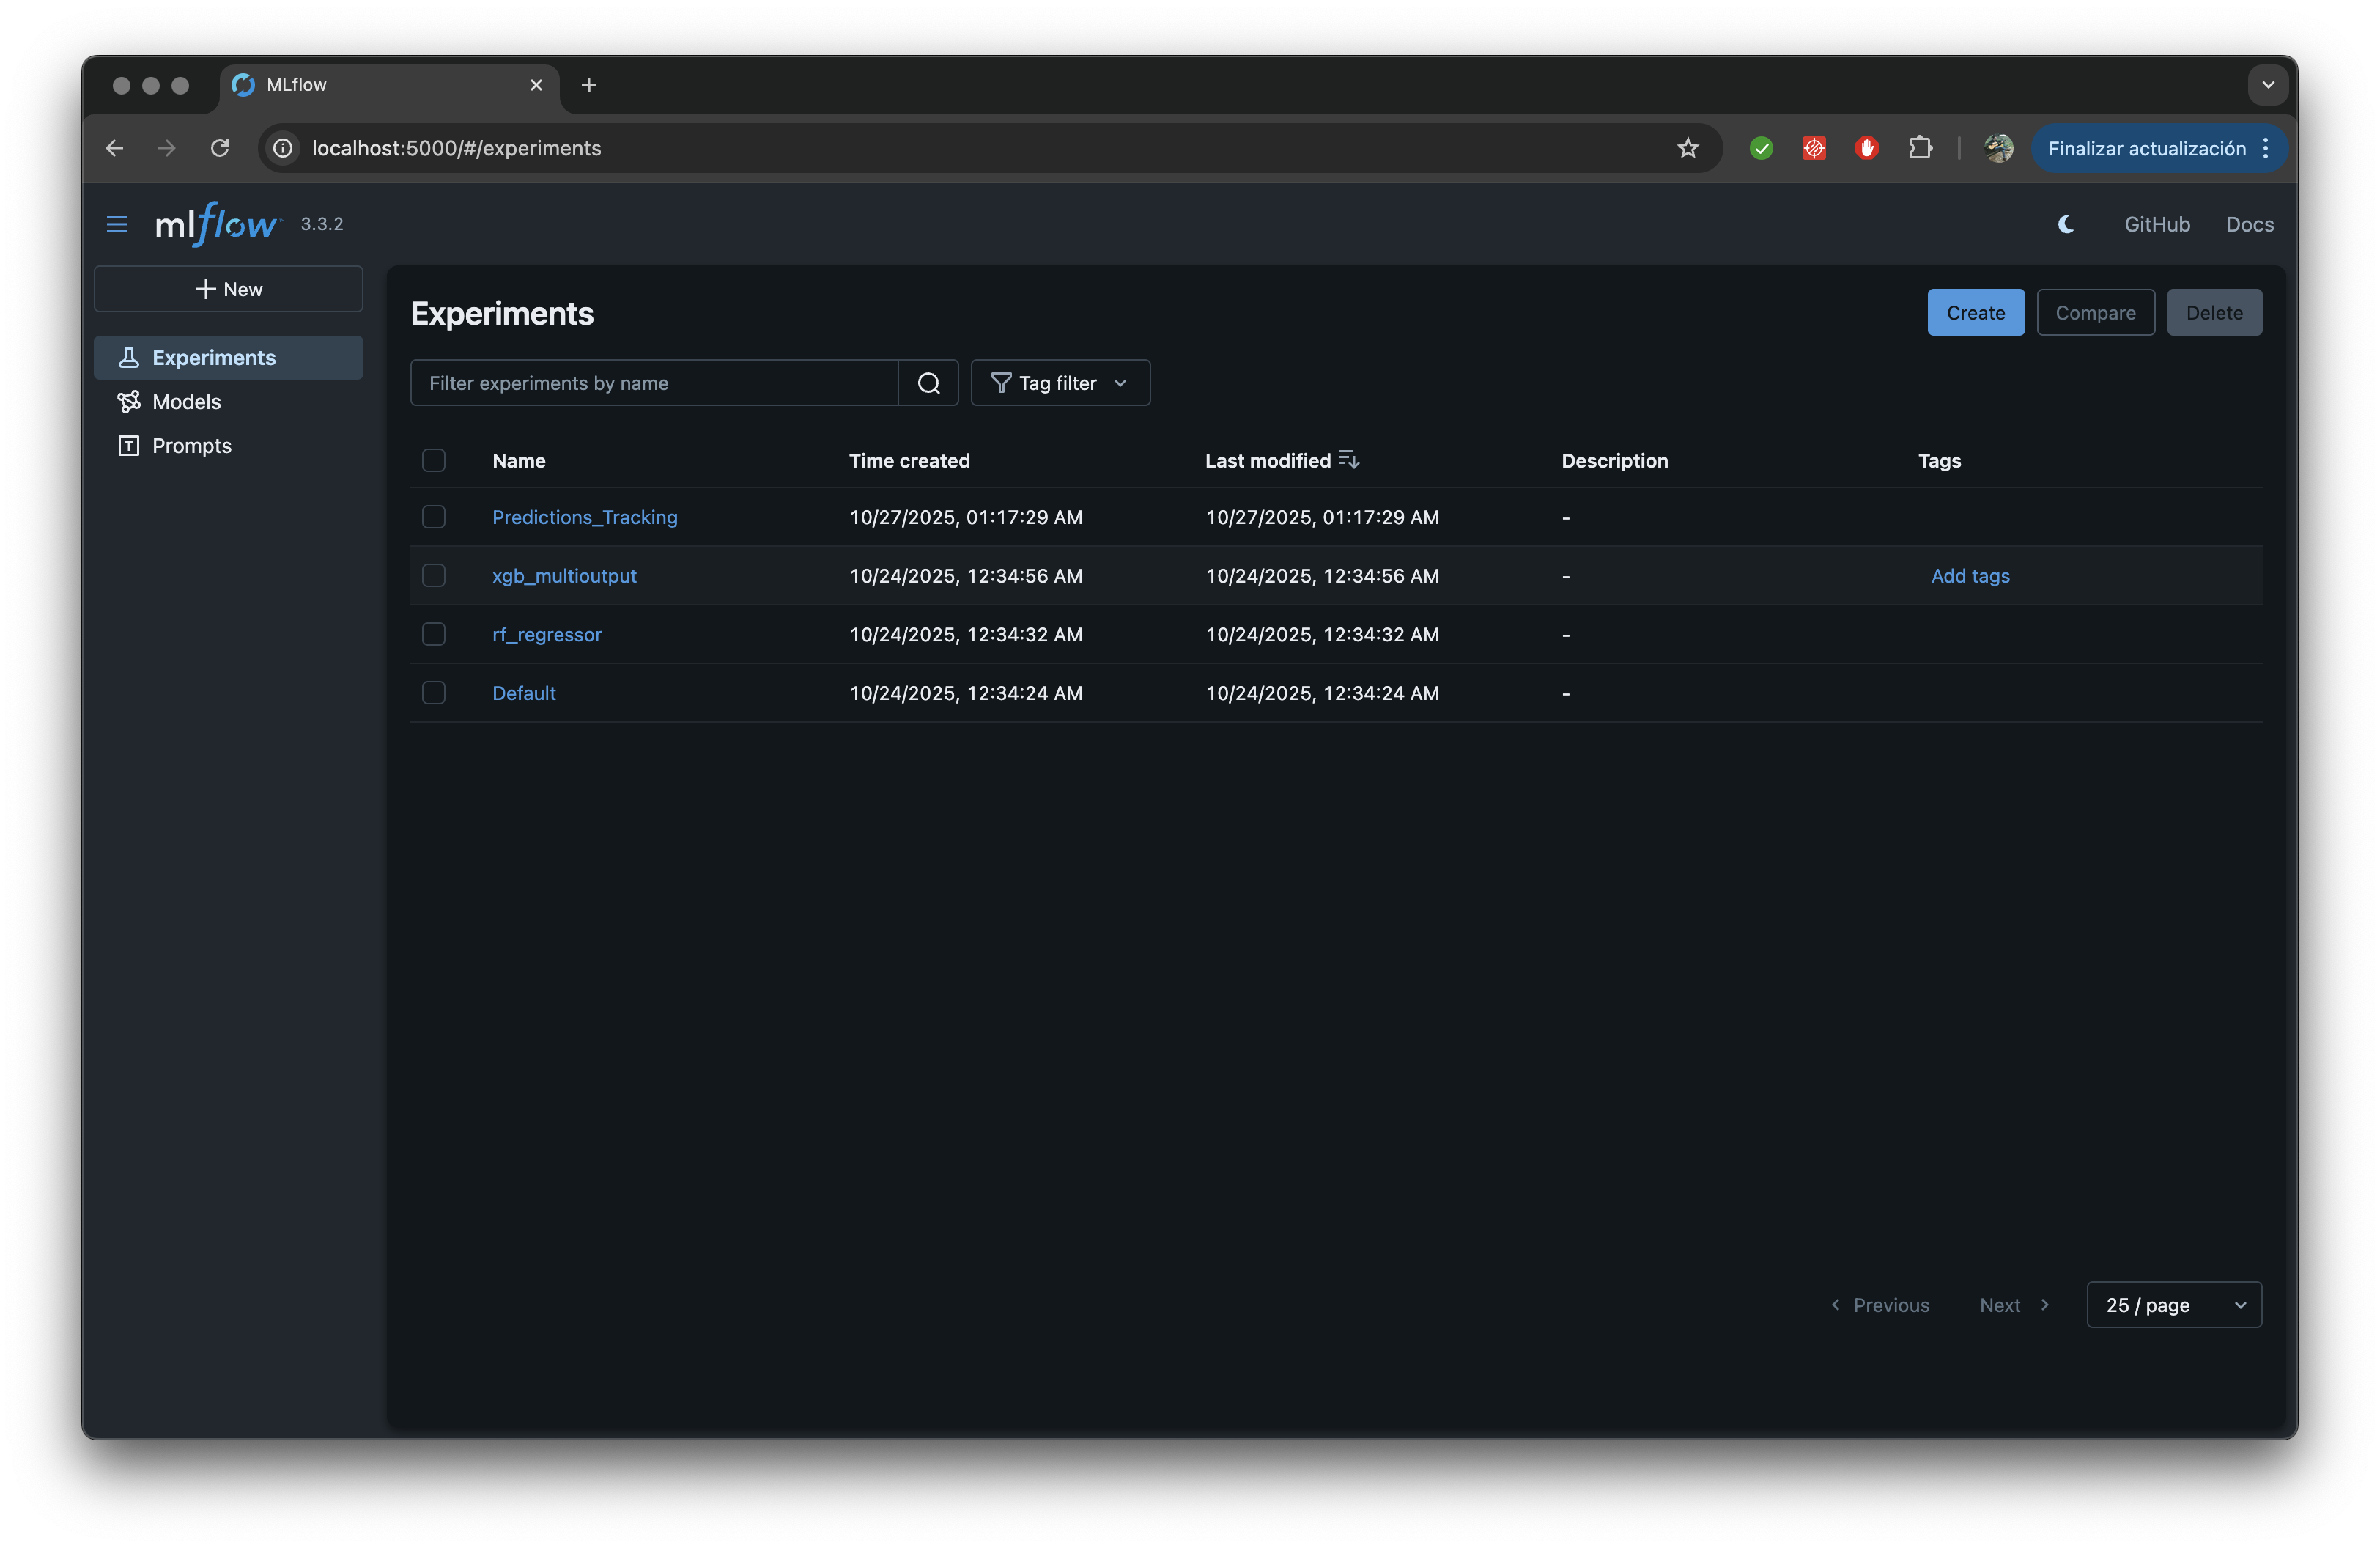 MLflow
localhost:5000/#/experiments
Finalizar actualización
mlflow™ 3.3.2
GitHub Docs
New
Experiments
Models
Prompts
Experiments
Create Compare Delete
Filter experiments by name
Tag filter
Name Time created Last modified Description Tags
Predictions_Tracking 10/27/2025, 01:17:29 AM 10/27/2025, 01:17:29 AM -
xgb_multioutput 10/24/2025, 12:34:56 AM 10/24/2025, 12:34:56 AM - Add tags
rf_regressor 10/24/2025, 12:34:32 AM 10/24/2025, 12:34:32 AM -
Default 10/24/2025, 12:34:24 AM 10/24/2025, 12:34:24 AM -
Previous Next 25 / page